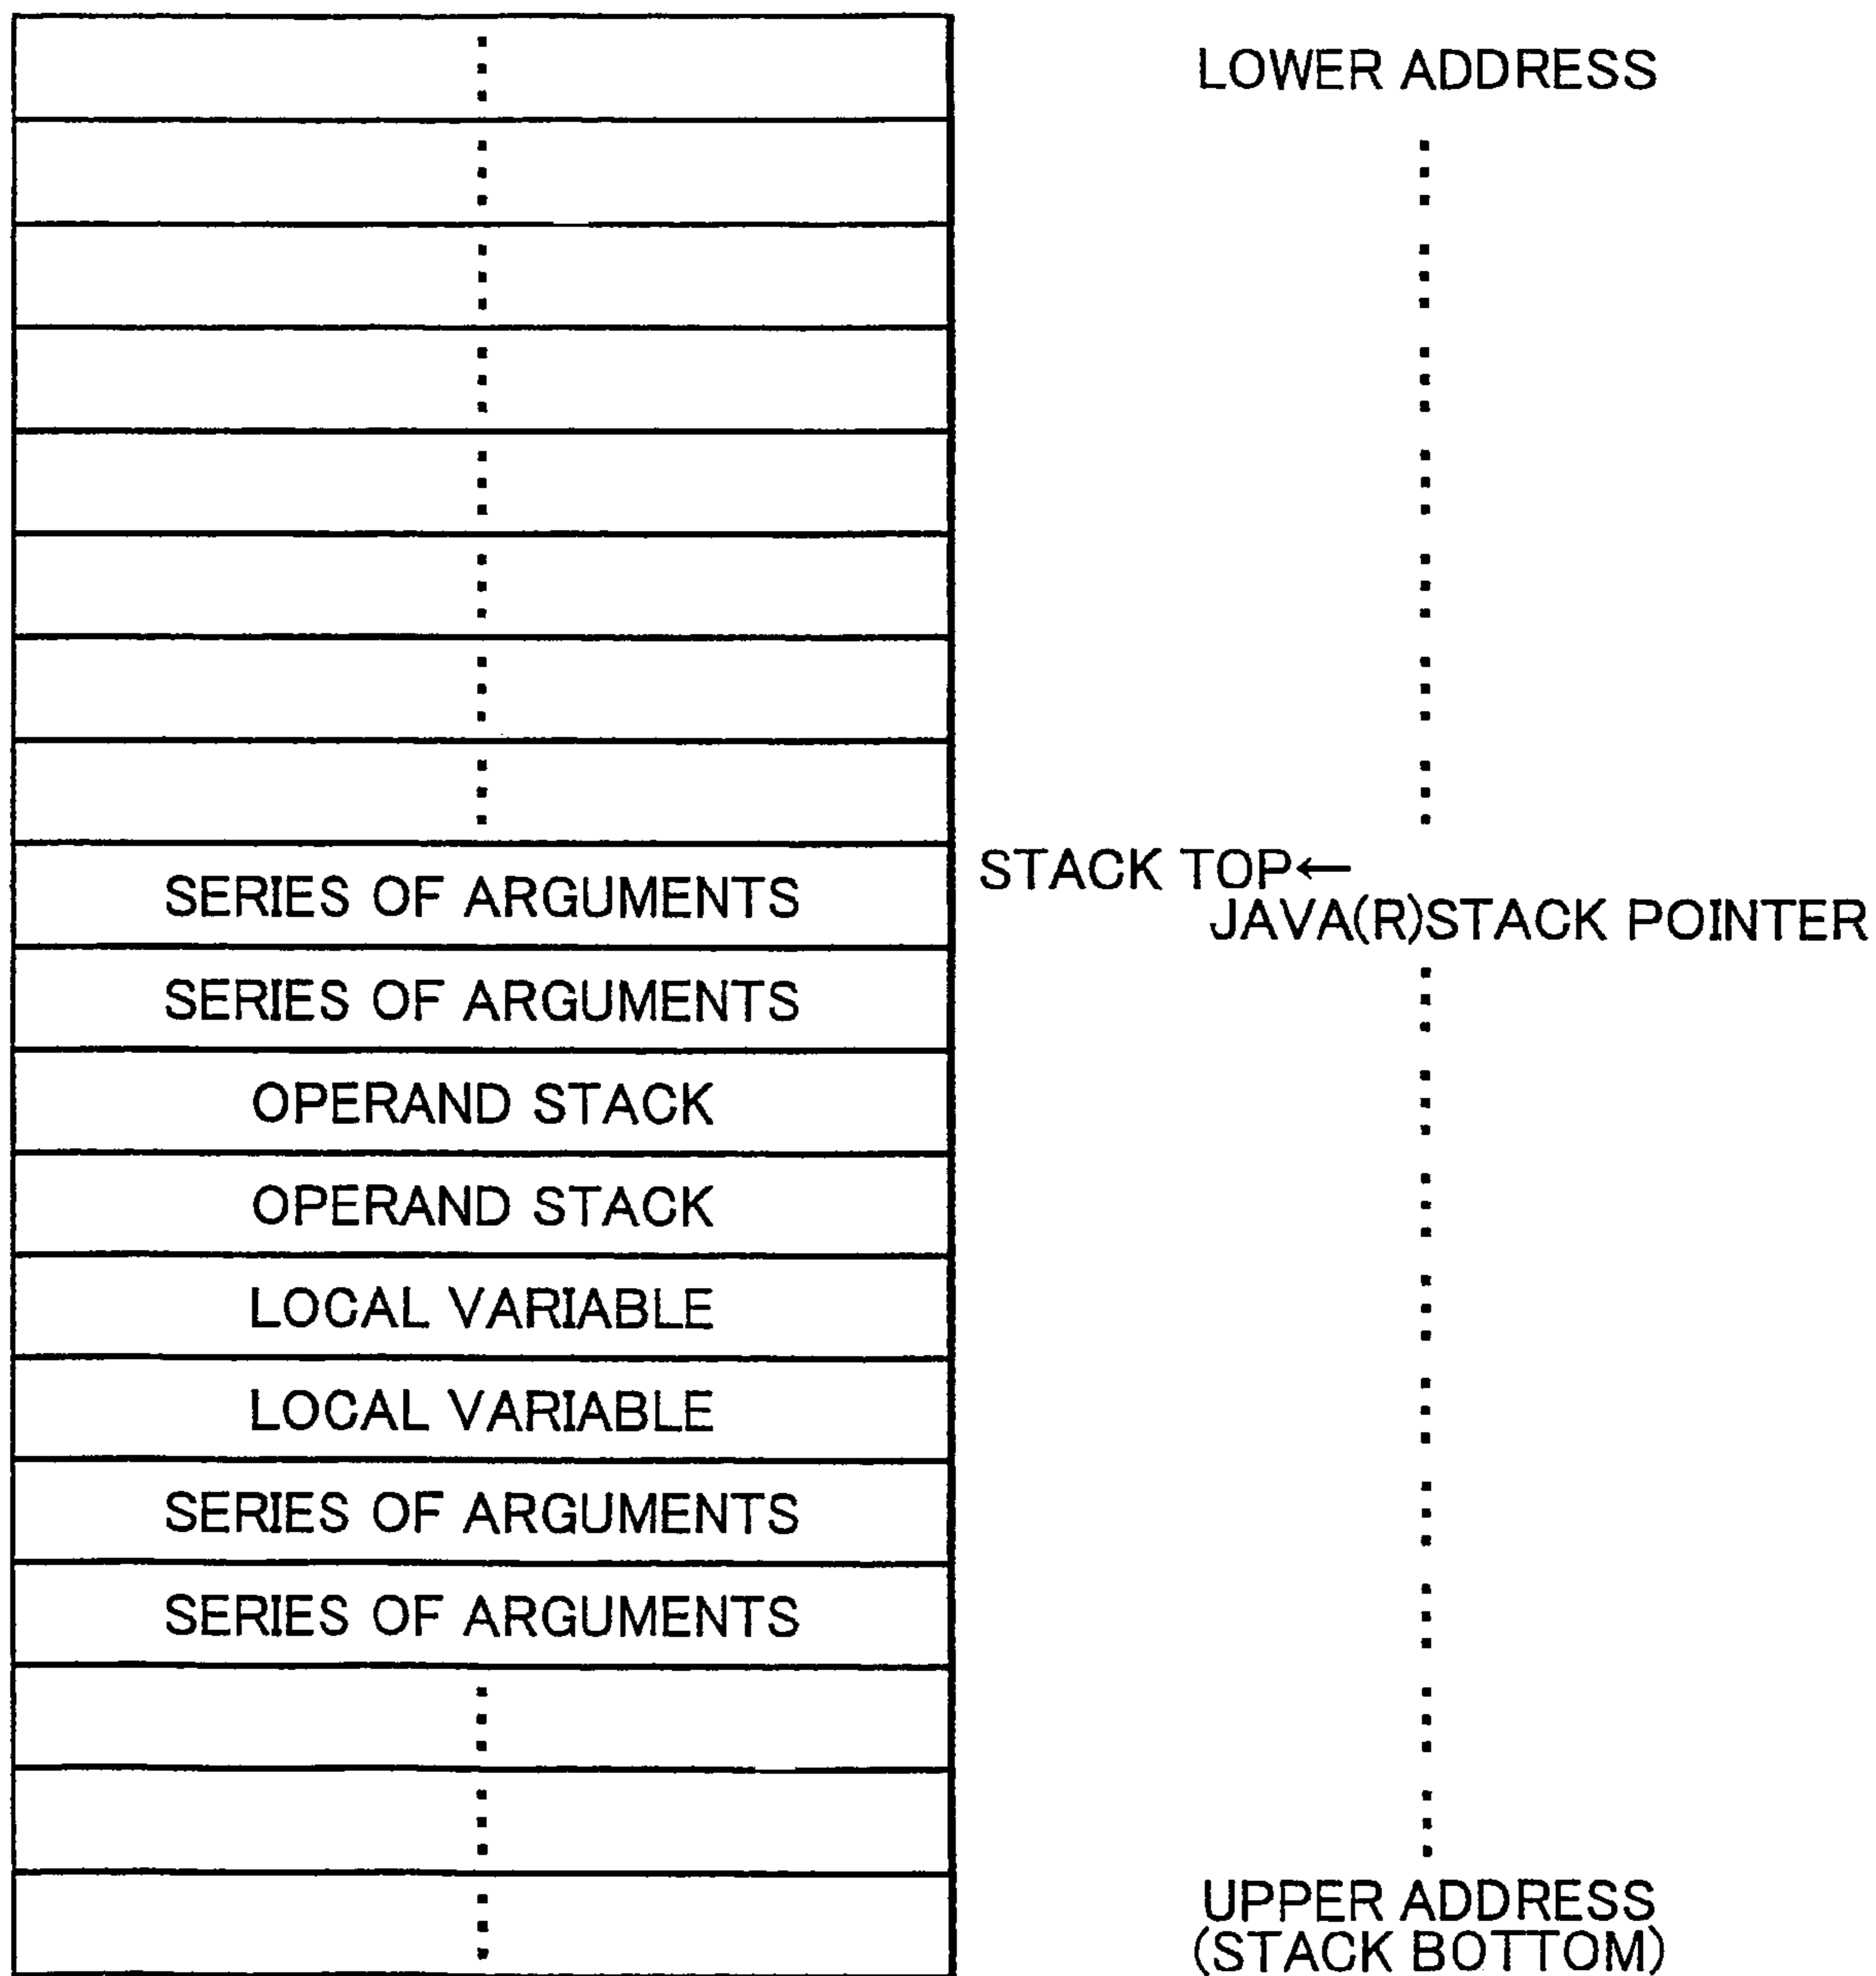 LOWER ADDRESS
SERIES OF ARGUMENTS
STACK TOP←
JAVA(R)STACK POINTER
SERIES OF ARGUMENTS
OPERAND STACK
OPERAND STACK
LOCAL VARIABLE
LOCAL VARIABLE
SERIES OF ARGUMENTS
SERIES OF ARGUMENTS
UPPER ADDRESS
(STACK BOTTOM)